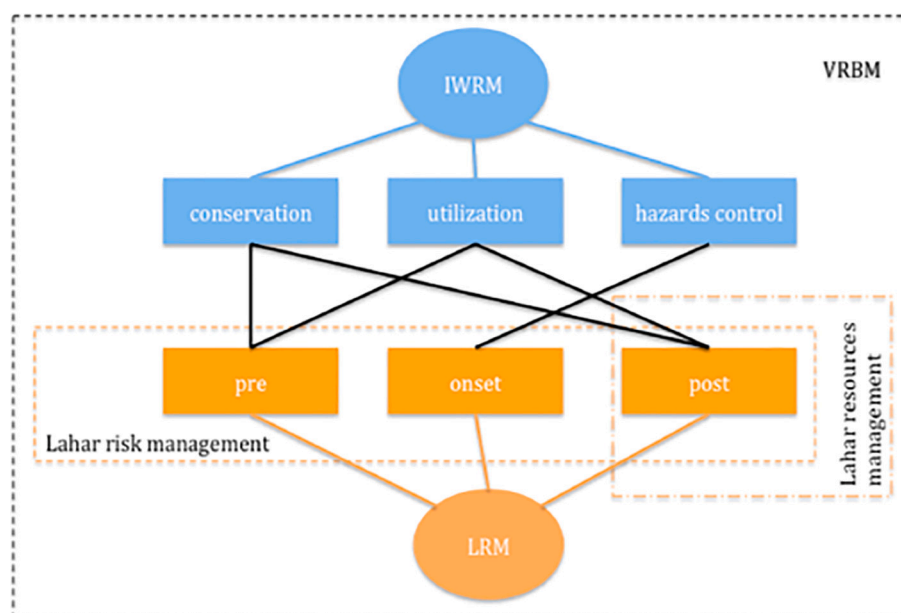 VRBM
IWRM
conservation
utilization
hazards control
pre
onset
post
Lahar risk management
Lahar resources
management
LRM